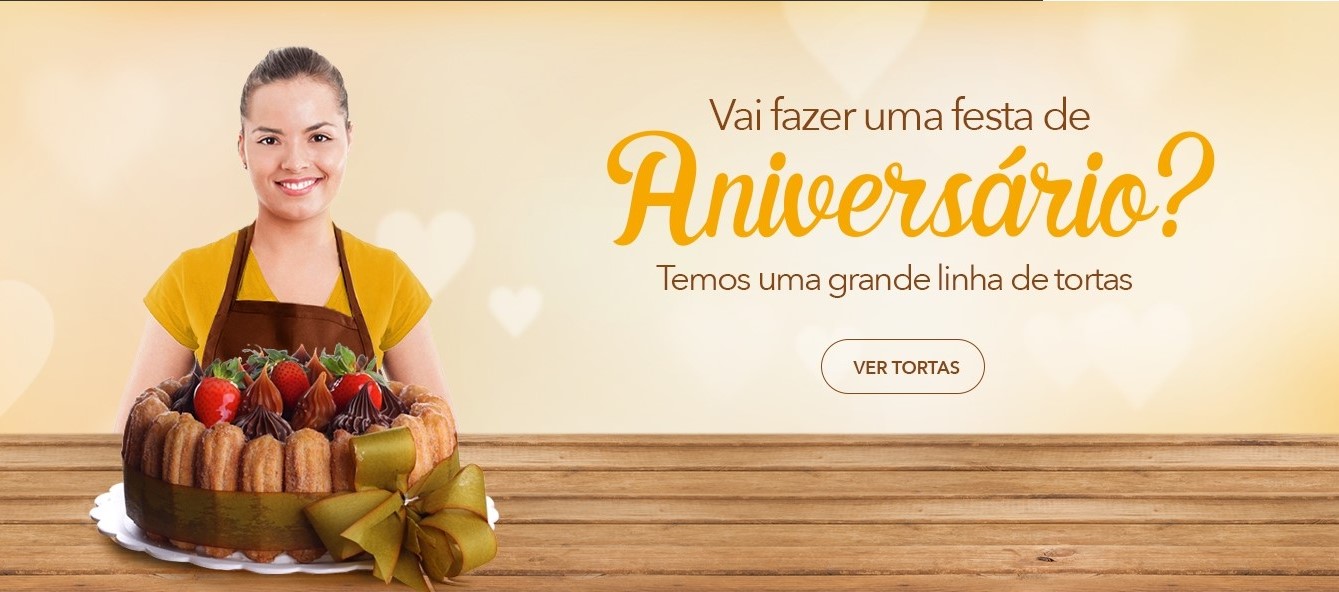 Vai fazer uma festa de
Aniversário?
Temos uma grande linha de tortas
VER TORTAS